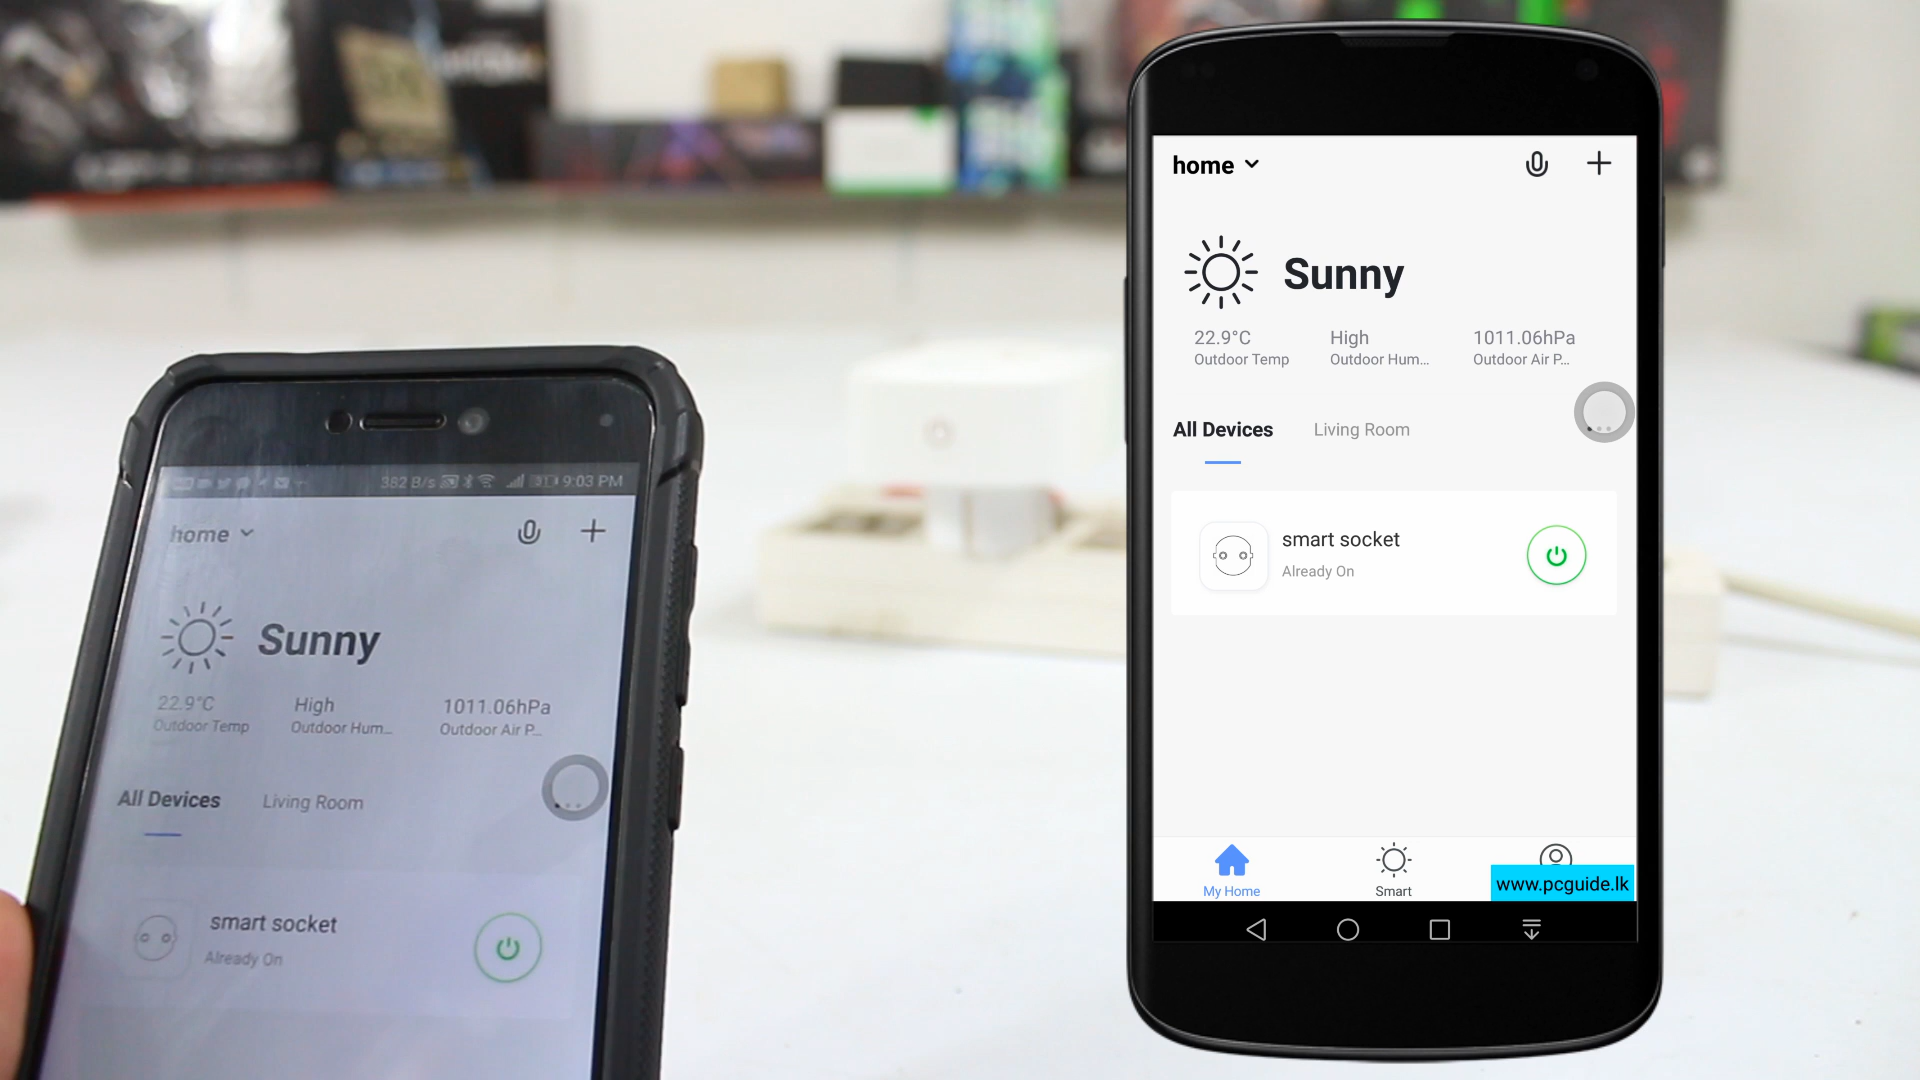 382 B/s 9:03 PM
home
Sunny
22.9°C High 1011.06hPa
Outdoor Temp Outdoor Hum... Outdoor Air P...
All Devices Living Room
smart socket
Already On
home
Sunny
22.9°C High 1011.06hPa
Outdoor Temp Outdoor Hum... Outdoor Air P...
All Devices Living Room
smart socket
Already On
My Home Smart
www.pcguide.lk